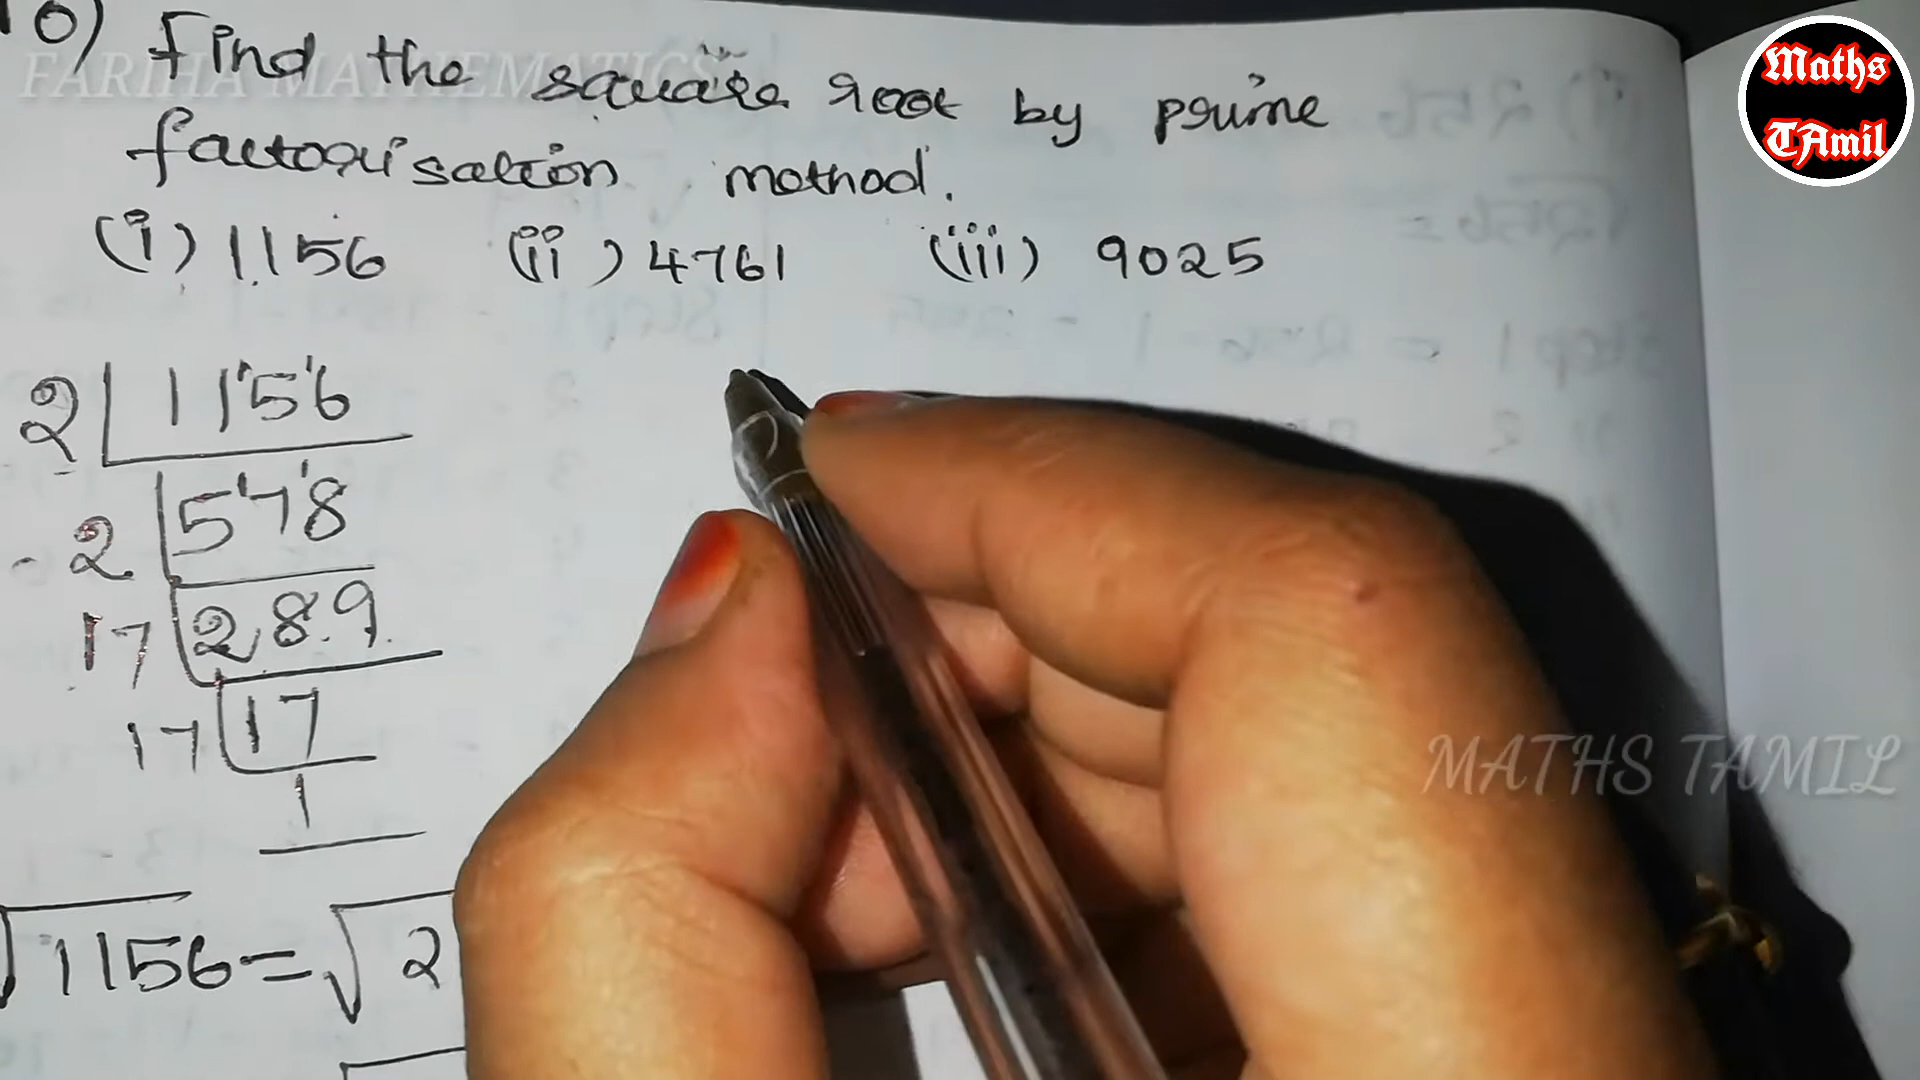 10) Find the square root by prime
factorisation method.
(i) 1156 (ii) 4761 (iii) 9025
2 1156
2 578
17 289
17 17
1
√1156 = √2
FARIHA MATHEMATICS
Maths
TAmil
MATHS TAMIL